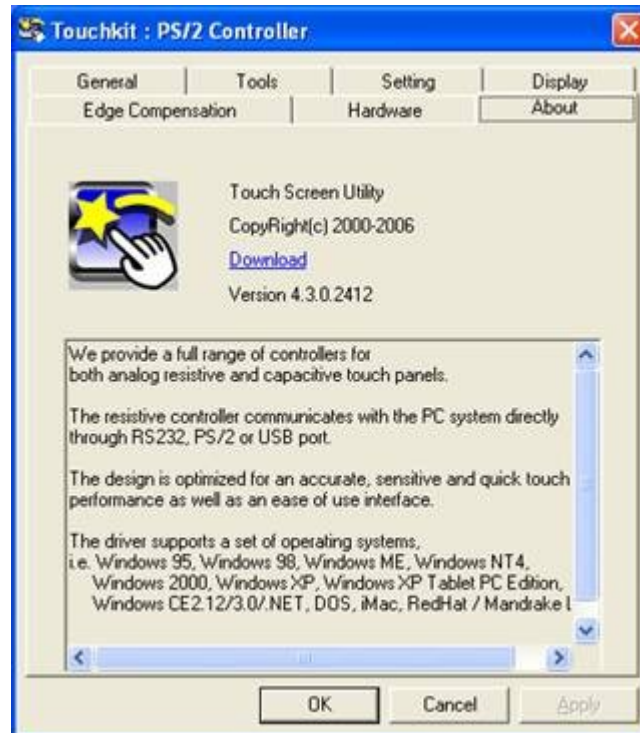 Touchkit : PS/2 Controller
General Tools Setting Display
Edge Compensation Hardware About
Touch Screen Utility
CopyRight(c) 2000-2006
Download
Version 4.3.0.2412
We provide a full range of controllers for
both analog resistive and capacitive touch panels.
The resistive controller communicates with the PC system directly
through RS232, PS/2 or USB port.
The design is optimized for an accurate, sensitive and quick touch
performance as well as an ease of use interface.
The driver supports a set of operating systems,
i.e. Windows 95, Windows 98, Windows ME, Windows NT4,
Windows 2000, Windows XP, Windows XP Tablet PC Edition,
Windows CE2.12/3.0/.NET, DOS, iMac, RedHat / Mandrake
OK Cancel Apply